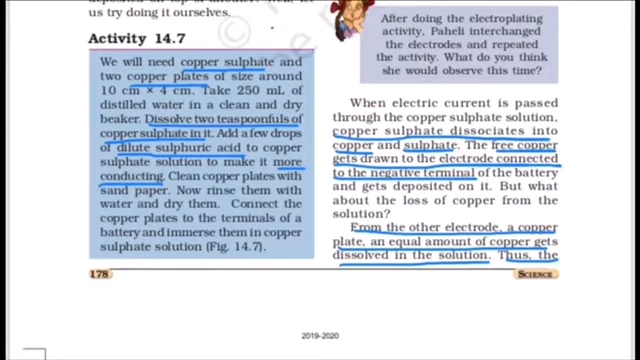 us try doing it ourselves.
Activity 14.7
We will need copper sulphate and
two copper plates of size around
10 cm × 4 cm. Take 250 mL of
distilled water in a clean and dry
beaker. Dissolve two teaspoonfuls of
copper sulphate in it. Add a few drops
of dilute sulphuric acid to copper
sulphate solution to make it more
conducting. Clean copper plates with
sand paper. Now rinse them with
water and dry them. Connect the
copper plates to the terminals of a
battery and immerse them in copper
sulphate solution (Fig. 14.7).
178
After doing the electroplating
activity, Paheli interchanged
the electrodes and repeated
the activity. What do you think
she would observe this time?
When electric current is passed
through the copper sulphate solution,
copper sulphate dissociates into
copper and sulphate. The free copper
gets drawn to the electrode connected
to the negative terminal of the battery
and gets deposited on it. But what
about the loss of copper from the
solution?
From the other electrode, a copper
plate, an equal amount of copper gets
dissolved in the solution. Thus, the
SCIENCE
2019-2020